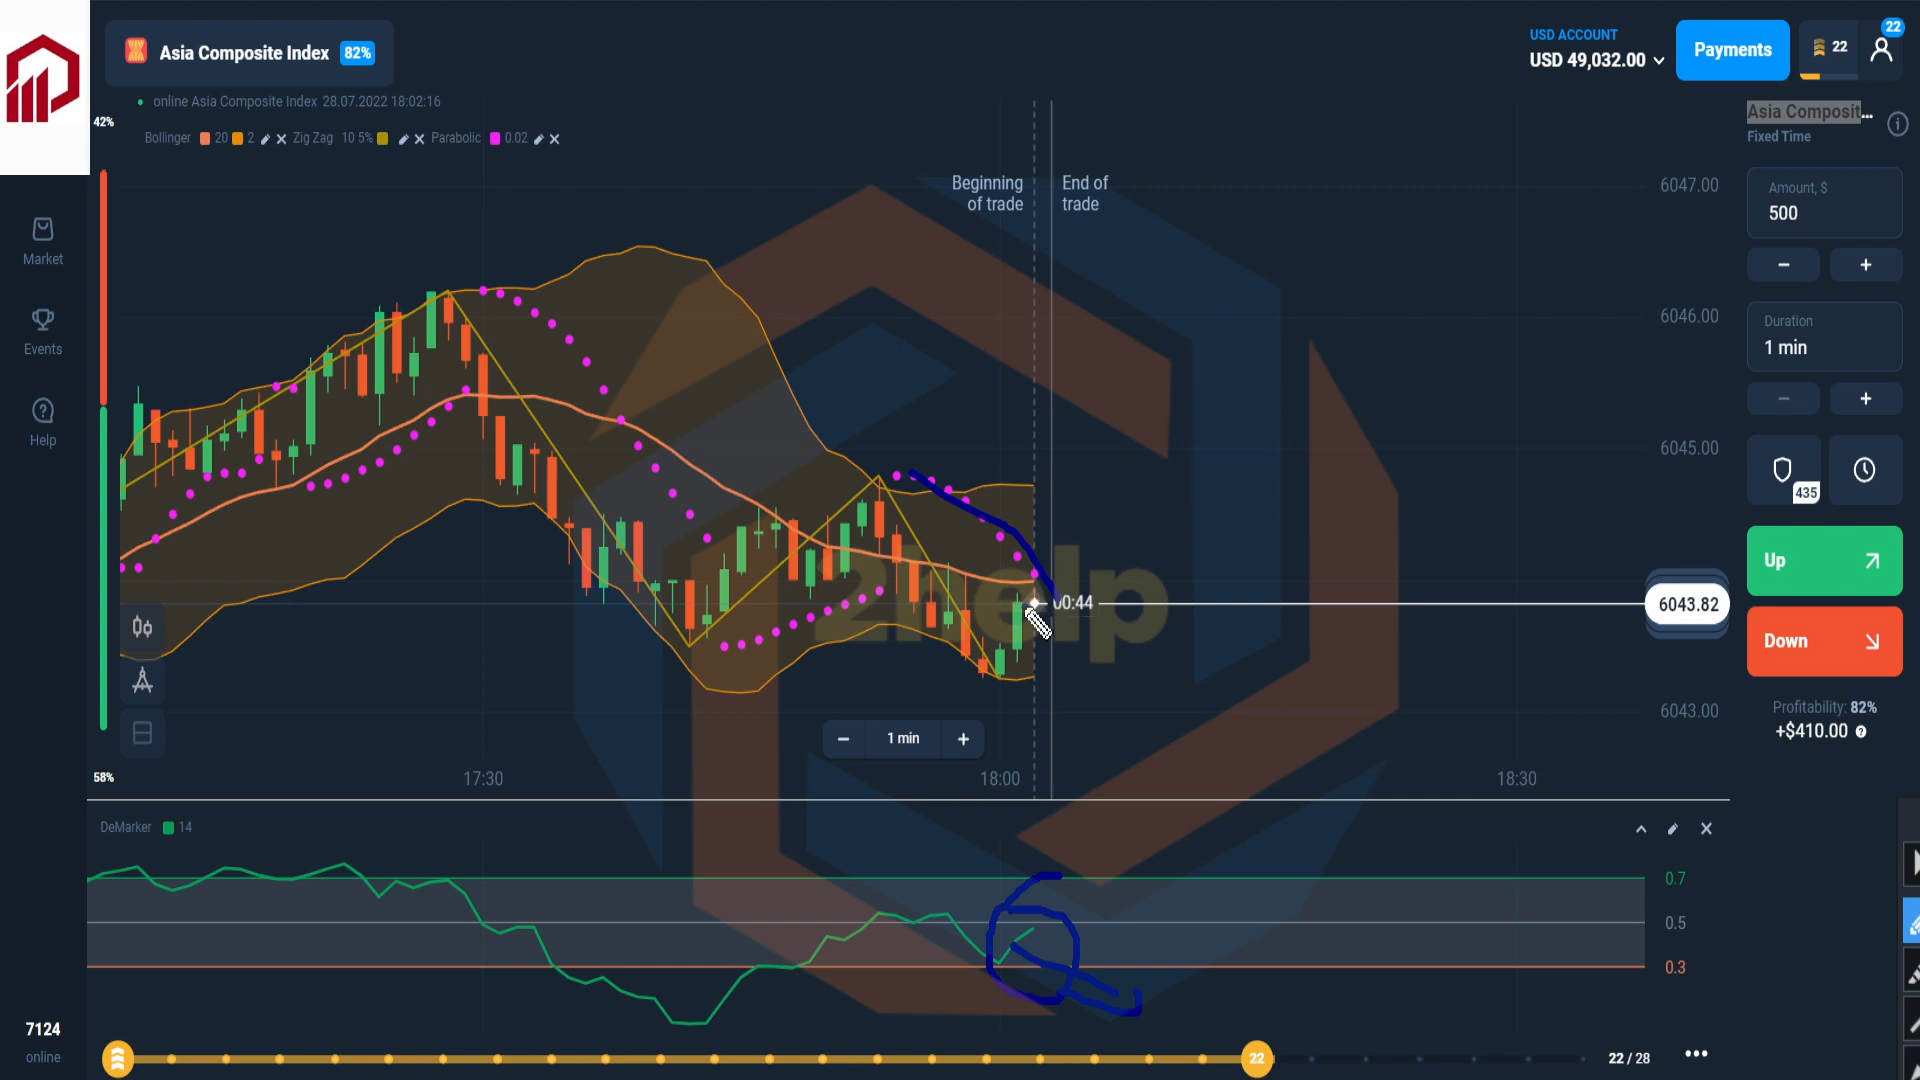 Asia Composite Index 82%
USD ACCOUNT
USD 49,032.00
Payments
22
22
online Asia Composite Index 28.07.2022 18:02:16
42%
Bollinger 20 2 Zig Zag 10 5% Parabolic 0.02
Asia Composit...
Fixed Time
Beginning
of trade
End of
trade
6047.00
6046.00
6045.00
6043.82
6043.00
Amount, $
500
Duration
1 min
435
Up
Down
Profitability: 82%
+$410.00
Market
Events
Help
2help
00:44
1 min
58%
17:30
18:00
18:30
DeMarker 14
0.7
0.5
0.3
7124
online
22
22 / 28